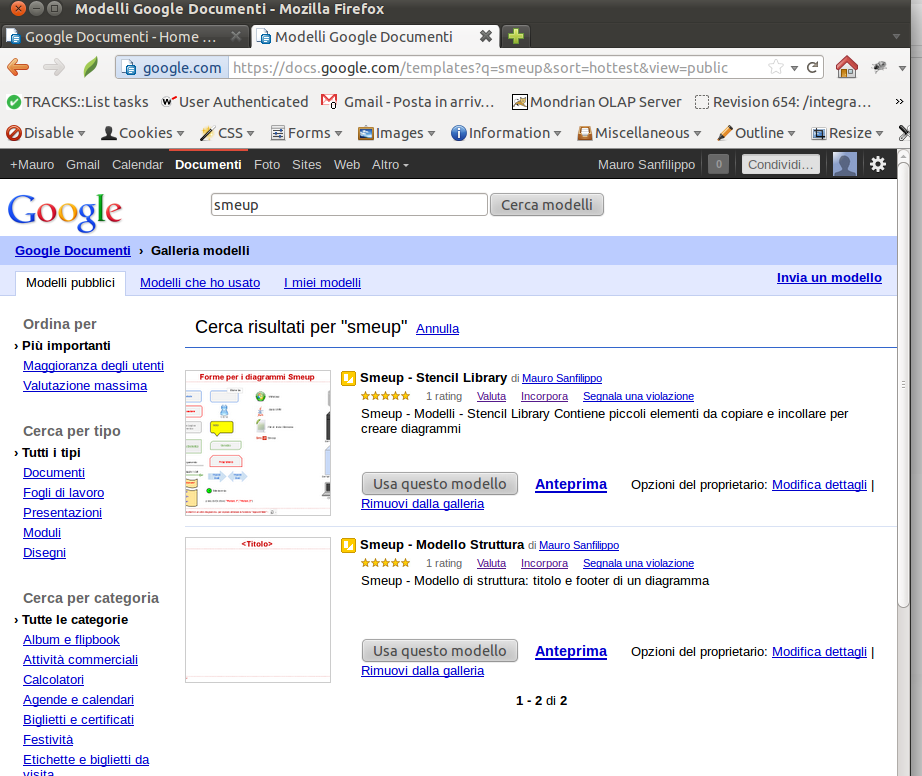 Modelli Google Documenti - Mozilla Firefox
Google Documenti - Home ...
Modelli Google Documenti
google.com
https://docs.google.com/templates?q=smeup&sort=hottest&view=public
TRACKS::List tasks
User Authenticated
Gmail - Posta in arriv...
Mondrian OLAP Server
Revision 654: /integra...
»
Disable
Cookies
CSS
Forms
Images
Information
Miscellaneous
Outline
Resize
+Mauro
Gmail
Calendar
Documenti
Foto
Sites
Web
Altro
Mauro Sanfilippo
0
Condividi...
Google
smeup
Cerca modelli
Google Documenti › Galleria modelli
Modelli pubblici
Modelli che ho usato
I miei modelli
Invia un modello
Ordina per
› Più importanti
Maggioranza degli utenti
Valutazione massima
Cerca per tipo
› Tutti i tipi
Documenti
Fogli di lavoro
Presentazioni
Moduli
Disegni
Cerca per categoria
› Tutte le categorie
Album e flipbook
Attività commerciali
Calcolatori
Agende e calendari
Biglietti e certificati
Festività
Etichette e biglietti da
visita
Cerca risultati per "smeup" Annulla
Forme per i diagrammi Smeup
Smeup - Stencil Library di Mauro Sanfilippo
1 rating Valuta Incorpora Segnala una violazione
Smeup - Modelli - Stencil Library Contiene piccoli elementi da copiare e incollare per
creare diagrammi
Usa questo modello Anteprima Opzioni del proprietario: Modifica dettagli |
Rimuovi dalla galleria
<Titolo>
Smeup - Modello Struttura di Mauro Sanfilippo
1 rating Valuta Incorpora Segnala una violazione
Smeup - Modello di struttura: titolo e footer di un diagramma
Usa questo modello Anteprima Opzioni del proprietario: Modifica dettagli |
Rimuovi dalla galleria
1 - 2 di 2